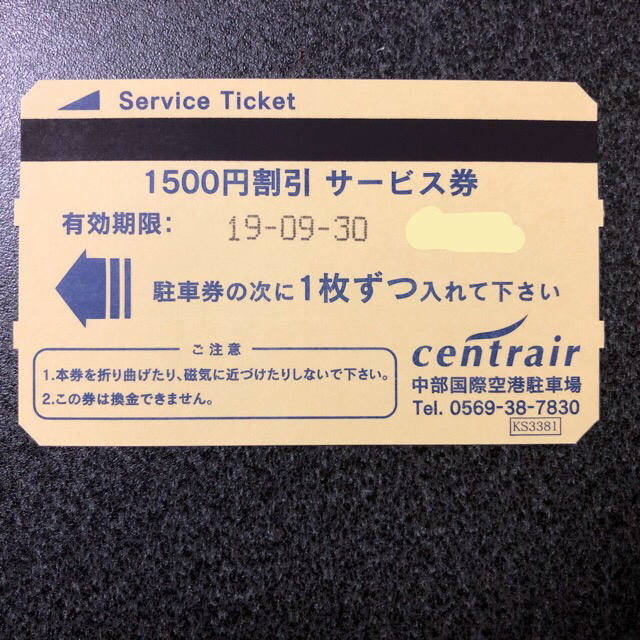 Service Ticket
1500円割引 サービス券
有効期限: 19-09-30
駐車券の次に1枚ずつ入れて下さい
ご注意
1.本券を折り曲げたり、磁気に近づけたりしないで下さい。
2.この券は換金できません。
centrair
中部国際空港駐車場
Tel. 0569-38-7830
KS3381